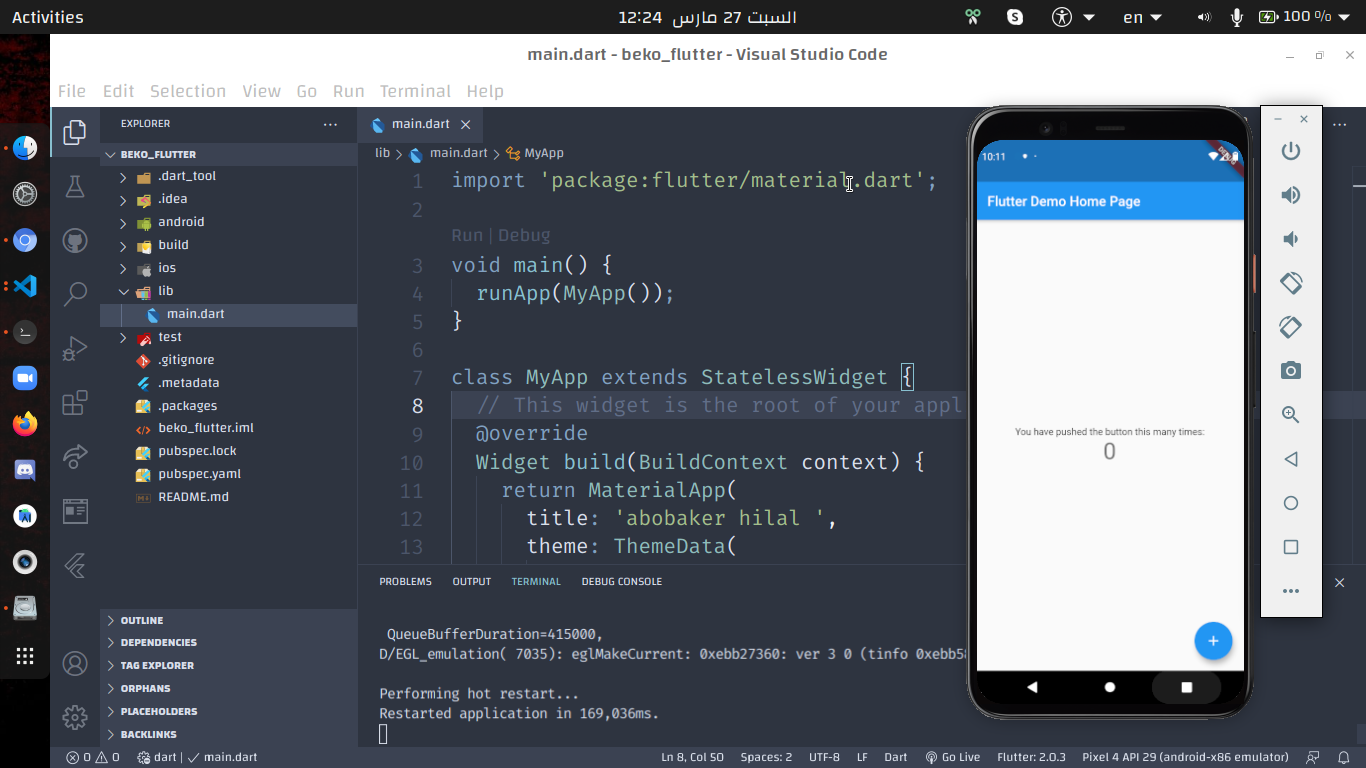 Activities
السبت 27 مارس 12:24
en
100 %
main.dart - beko_flutter - Visual Studio Code
File Edit Selection View Go Run Terminal Help
EXPLORER
BEKO_FLUTTER
.dart_tool
.idea
android
build
ios
lib
main.dart
test
.gitignore
.metadata
.packages
beko_flutter.iml
pubspec.lock
pubspec.yaml
README.md
OUTLINE
DEPENDENCIES
TAG EXPLORER
ORPHANS
PLACEHOLDERS
BACKLINKS
main.dart
lib > main.dart > MyApp
1 import 'package:flutter/material.dart';
2
Run | Debug
3 void main() {
4 runApp(MyApp());
5 }
6
7 class MyApp extends StatelessWidget {
8 // This widget is the root of your appl
9 @override
10 Widget build(BuildContext context) {
11 return MaterialApp(
12 title: 'abobaker hilal ',
13 theme: ThemeData(
PROBLEMS OUTPUT TERMINAL DEBUG CONSOLE
QueueBufferDuration=415000,
D/EGL_emulation( 7035): eglMakeCurrent: 0xebb27360: ver 3 0 (tinfo 0xebb58
Performing hot restart...
Restarted application in 169,036ms.
10:11
DEBUG
Flutter Demo Home Page
You have pushed the button this many times:
0
0 0 dart | main.dart
Ln 8, Col 50 Spaces: 2 UTF-8 LF Dart Go Live Flutter: 2.0.3 Pixel 4 API 29 (android-x86 emulator)